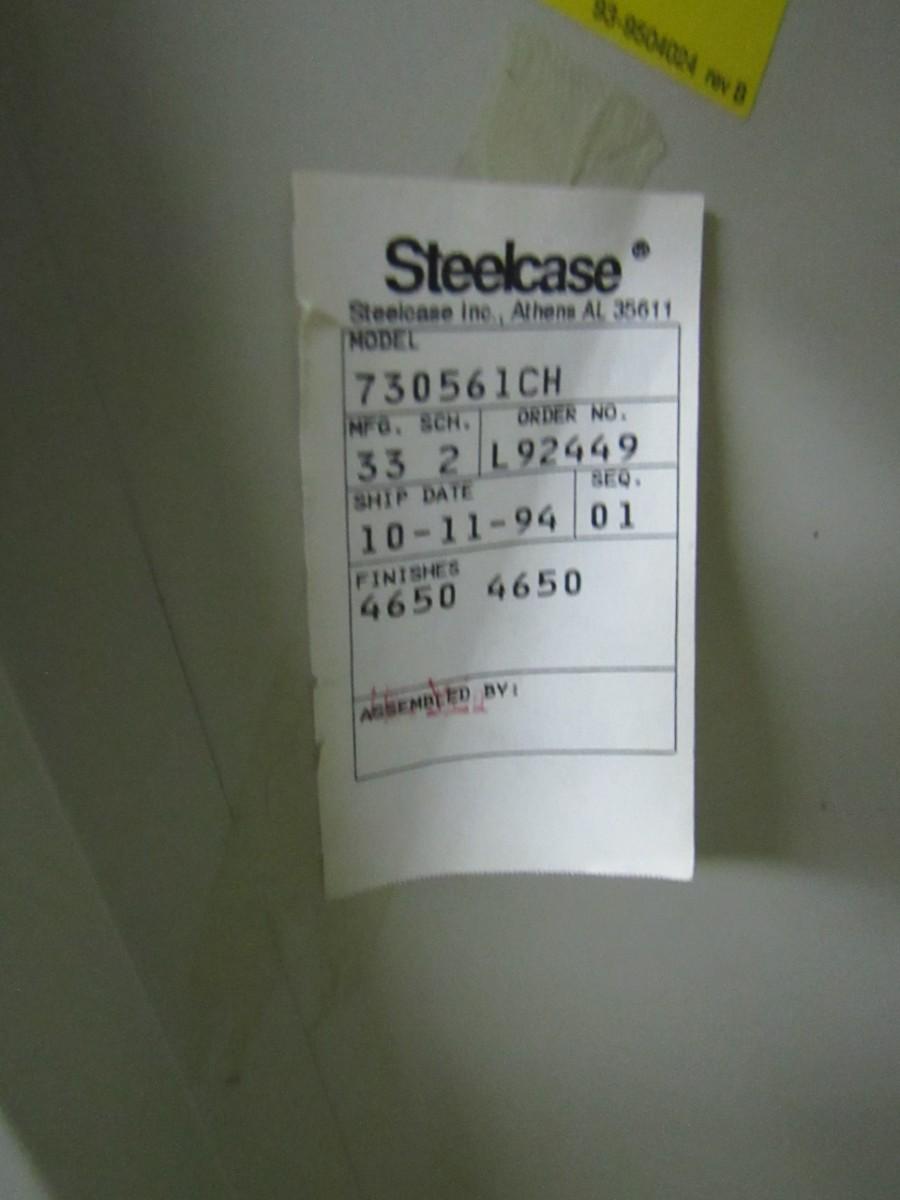 93-9504024 rev B
Steelcase ®
Steelcase Inc., Athens AL 35611
MODEL
730561CH
MFG. SCH. ORDER NO.
33 2 L92449
SHIP DATE SEQ.
10-11-94 01
FINISHES
4650 4650
ASSEMBLED BY: